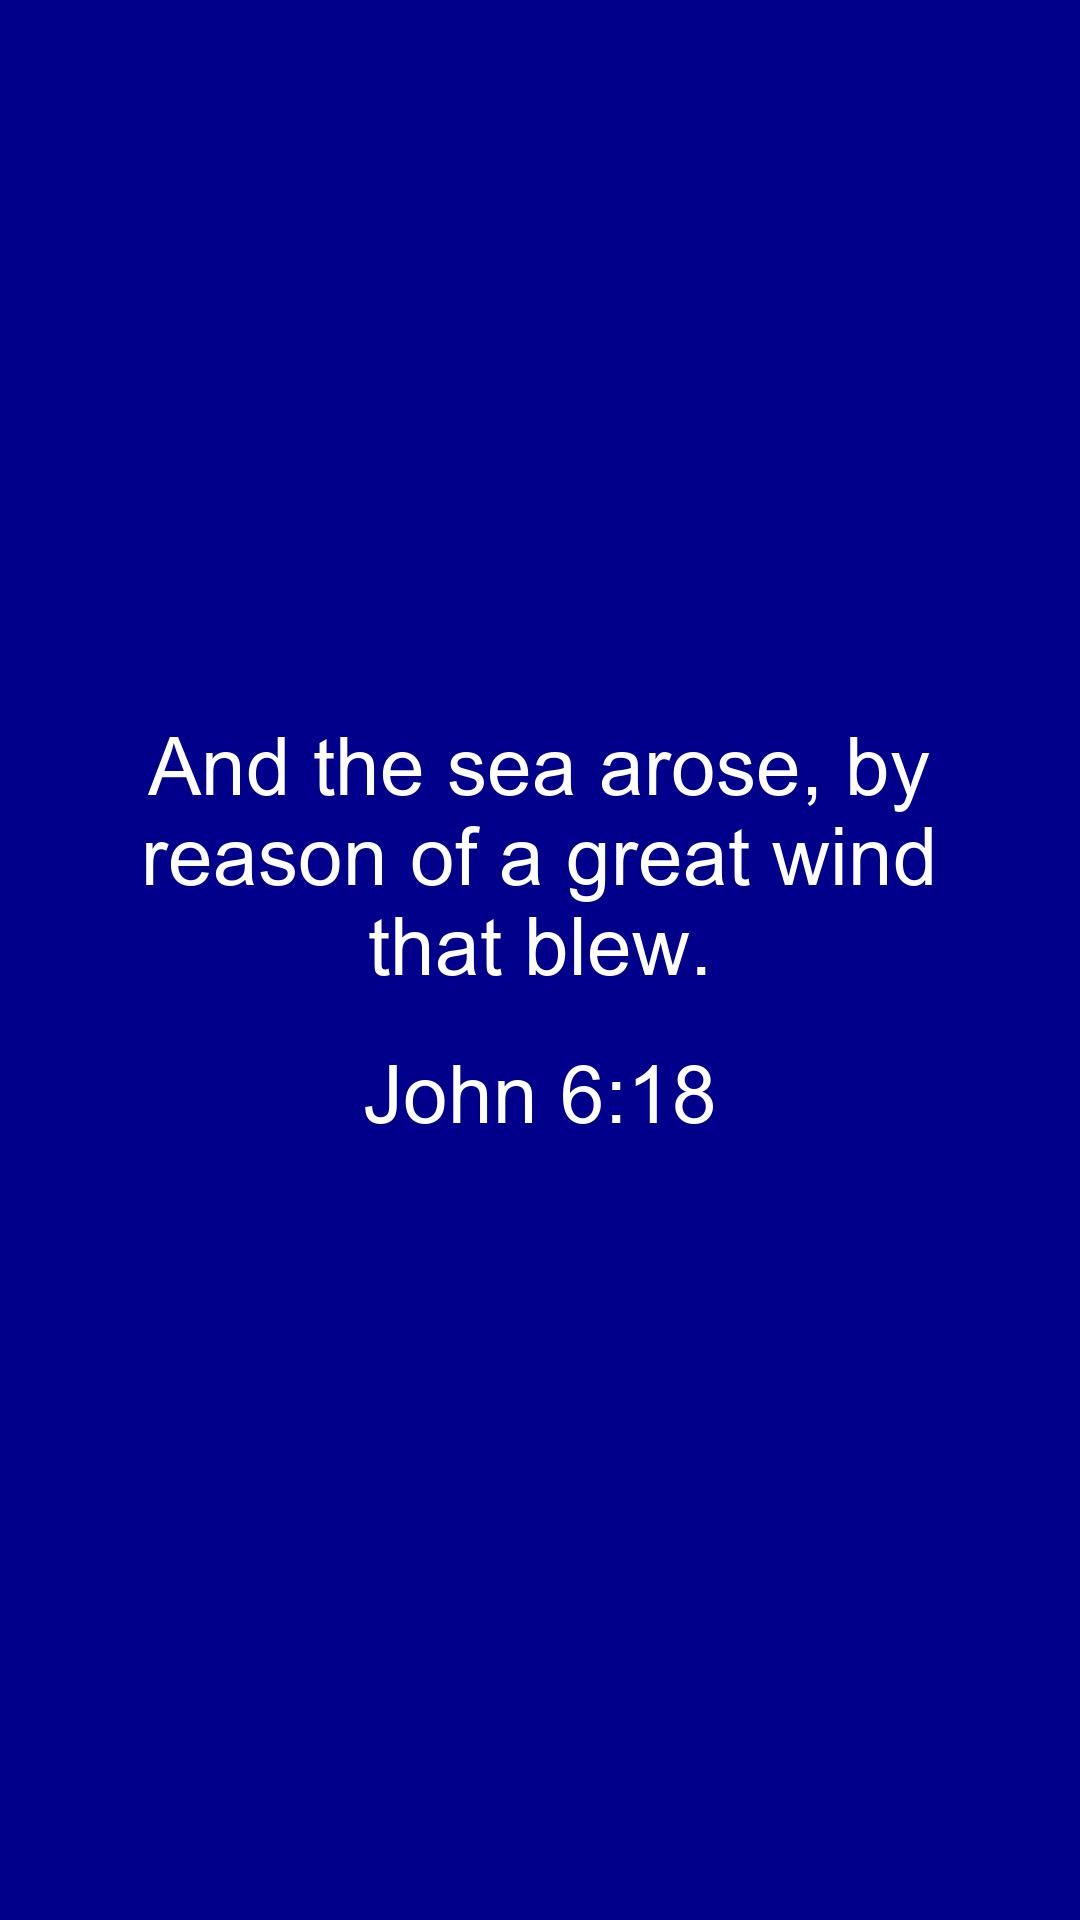 And the sea arose, by
reason of a great wind
that blew.
John 6:18